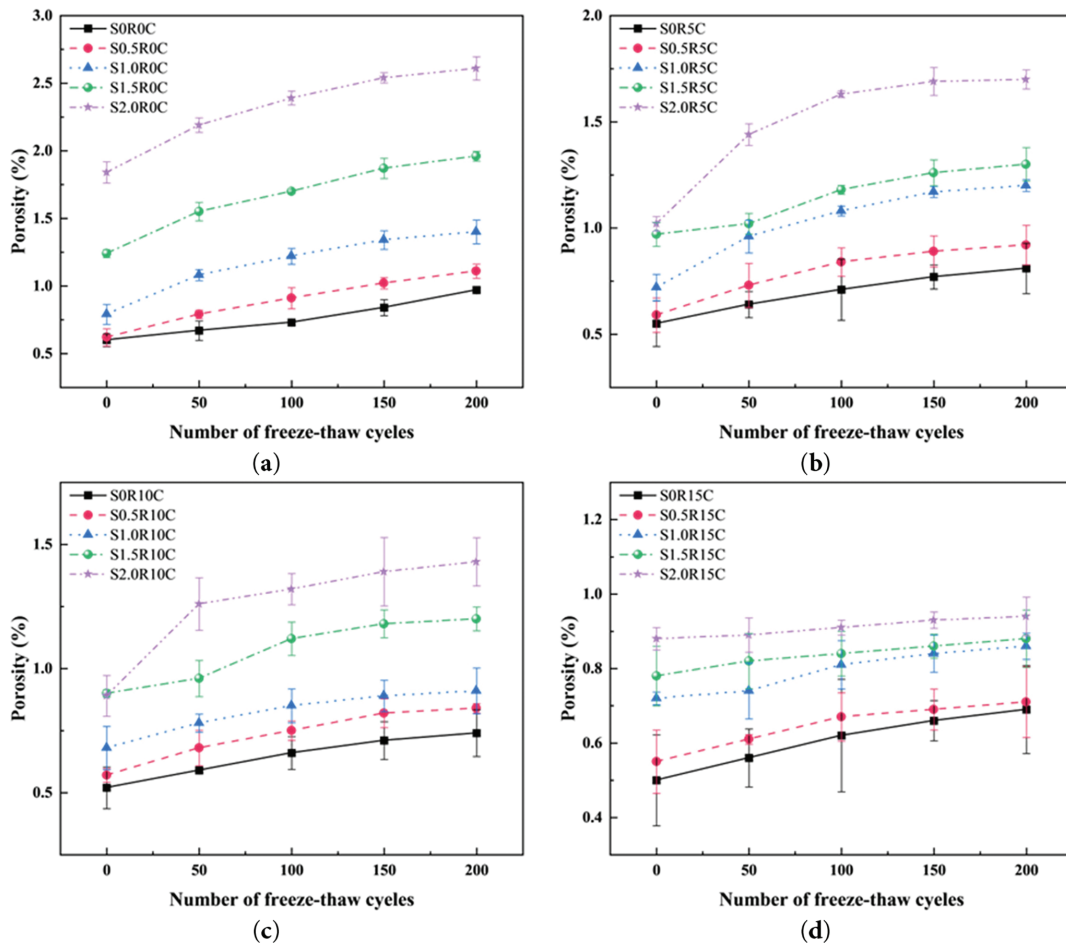 (a)
3.0
2.5
2.0
1.5
1.0
0.5
Porosity (%)
S0R0C
S0.5R0C
S1.0R0C
S1.5R0C
S2.0R0C
0 50 100 150 200
Number of freeze-thaw cycles
(b)
2.0
1.5
1.0
0.5
Porosity (%)
S0R5C
S0.5R5C
S1.0R5C
S1.5R5C
S2.0R5C
0 50 100 150 200
Number of freeze-thaw cycles
(c)
1.5
1.0
0.5
Porosity (%)
S0R10C
S0.5R10C
S1.0R10C
S1.5R10C
S2.0R10C
0 50 100 150 200
Number of freeze-thaw cycles
(d)
1.2
1.0
0.8
0.6
0.4
Porosity (%)
S0R15C
S0.5R15C
S1.0R15C
S1.5R15C
S2.0R15C
0 50 100 150 200
Number of freeze-thaw cycles